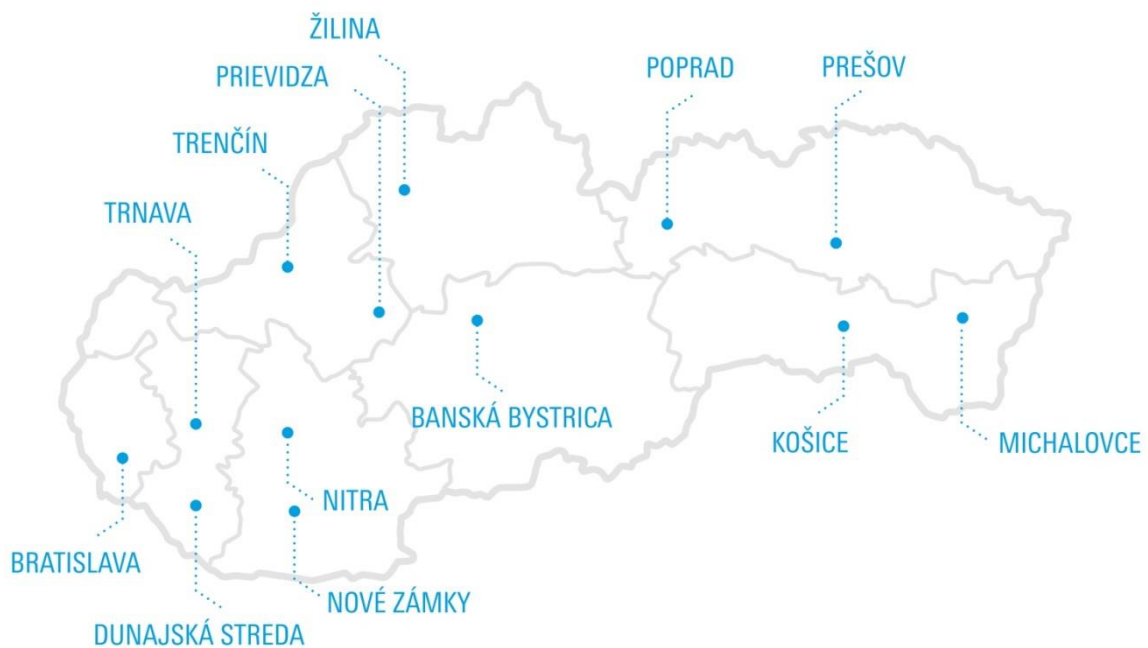 ŽILINA
PRIEVIDZA
POPRAD
PREŠOV
TRENČÍN
TRNAVA
BANSKÁ BYSTRICA
KOŠICE
MICHALOVCE
NITRA
BRATISLAVA
NOVÉ ZÁMKY
DUNAJSKÁ STREDA